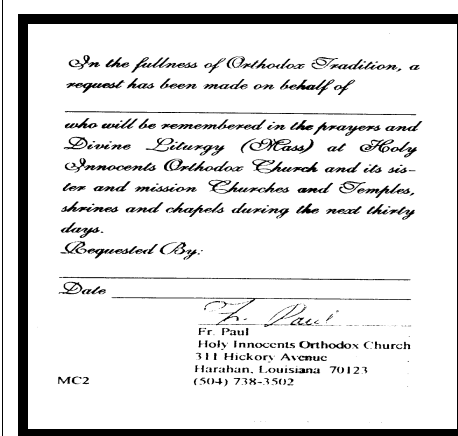 In the fullness of Orthodox Tradition, a
request has been made on behalf of
who will be remembered in the prayers and
Divine Liturgy (Mass) at Holy
Innocents Orthodox Church and its sis-
ter and mission Churches and Temples,
shrines and chapels during the next thirty
days.
Requested By:
Date
Fr. Paul
Fr. Paul
Holy Innocents Orthodox Church
311 Hickory Avenue
Harahan, Louisiana 70123
MC2 (504) 738-3502